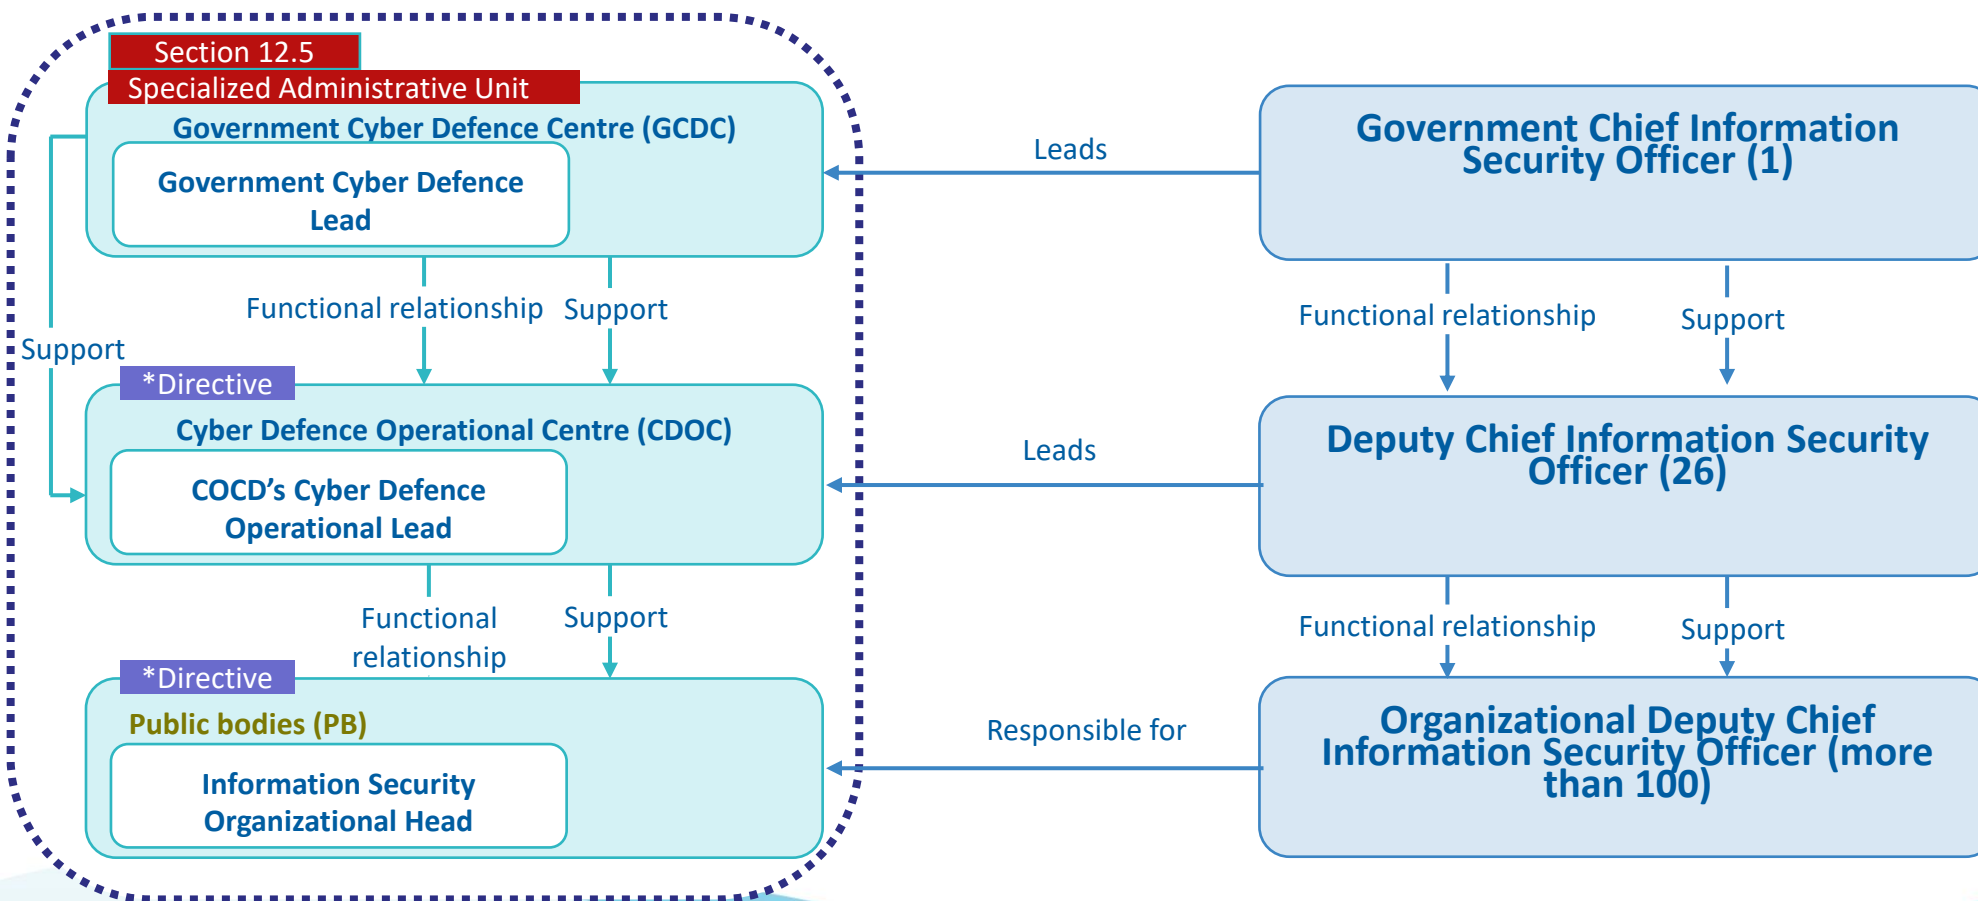 Section 12.5
Specialized Administrative Unit
Government Cyber Defence Centre (GCDC)
Government Cyber Defence
Lead
Leads
Government Chief Information
Security Officer (1)
Functional relationship
Support
Support
Functional relationship
Support
*Directive
Cyber Defence Operational Centre (CDOC)
COCD’s Cyber Defence
Operational Lead
Leads
Deputy Chief Information Security
Officer (26)
Functional
relationship
Support
Functional relationship
Support
*Directive
Public bodies (PB)
Information Security
Organizational Head
Responsible for
Organizational Deputy Chief
Information Security Officer (more
than 100)